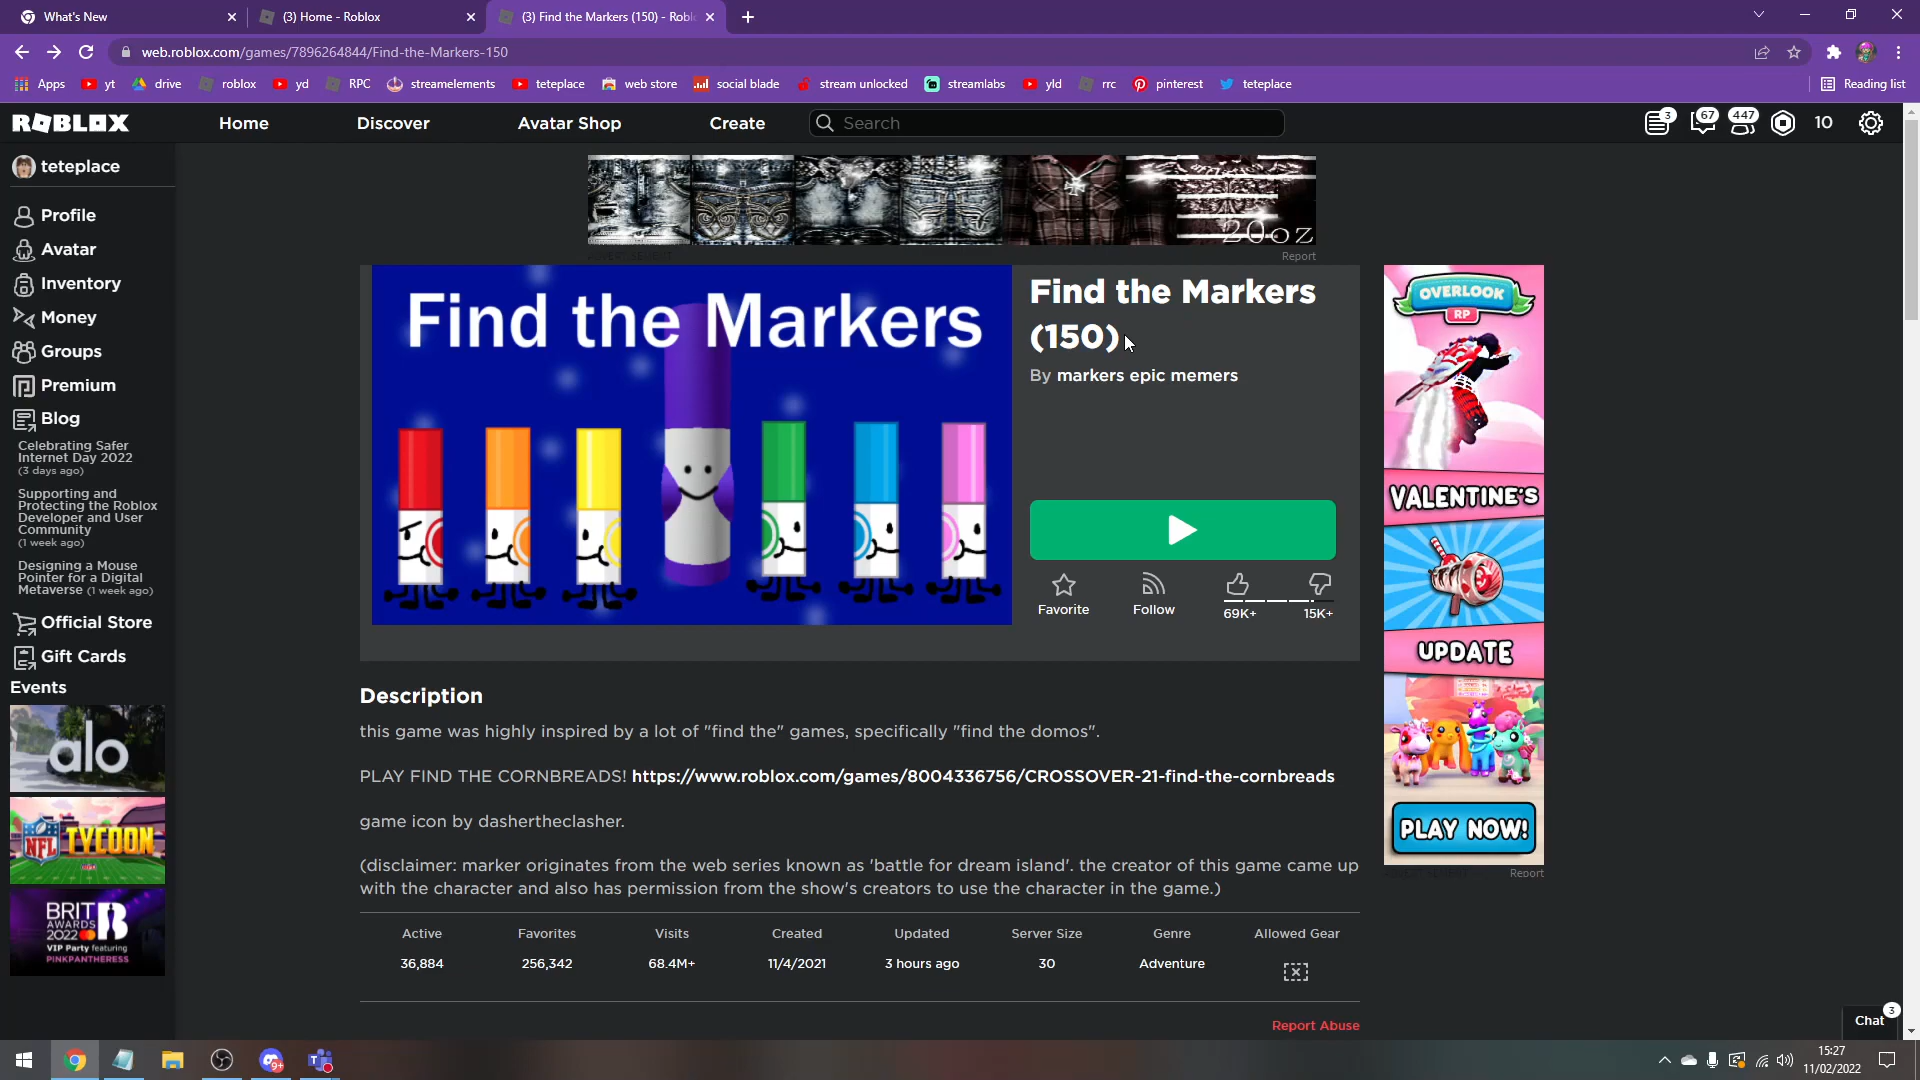 What's New
(3) Home - Roblox
(3) Find the Markers (150) - Robl
web.roblox.com/games/7896264844/Find-the-Markers-150
Apps yt drive roblox yd RPC streamelements teteplace web store social blade stream unlocked streamlabs yld rrc pinterest teteplace Reading list
ROBLOX Home Discover Avatar Shop Create Search 3 67 447 10
teteplace
Profile
Avatar
Inventory
Money
Groups
Premium
Blog
Celebrating Safer
Internet Day 2022
(3 days ago)
Supporting and
Protecting the Roblox
Developer and User
Community
(1 week ago)
Designing a Mouse
Pointer for a Digital
Metaverse (1 week ago)
Official Store
Gift Cards
Events
alo
NFL TYCOON
BRIT
AWARDS
2022
VIP Party featuring
PINKPANTHERESS
20oz
ADVERTISEMENT Report
Find the Markers
Find the Markers
(150)
By markers epic memers
Favorite Follow 69K+ 15K+
Description
this game was highly inspired by a lot of "find the" games, specifically "find the domos".
PLAY FIND THE CORNBREADS! https://www.roblox.com/games/8004336756/CROSSOVER-21-find-the-cornbreads
game icon by dashertheclasher.
(disclaimer: marker originates from the web series known as 'battle for dream island'. the creator of this game came up
with the character and also has permission from the show's creators to use the character in the game.)
Active Favorites Visits Created Updated Server Size Genre Allowed Gear
36,884 256,342 68.4M+ 11/4/2021 3 hours ago 30 Adventure
Report Abuse
OVERLOOK
RP
VALENTINE'S
UPDATE
PLAY NOW!
ADVERTISEMENT Report
Chat 3
9+
15:27
11/02/2022